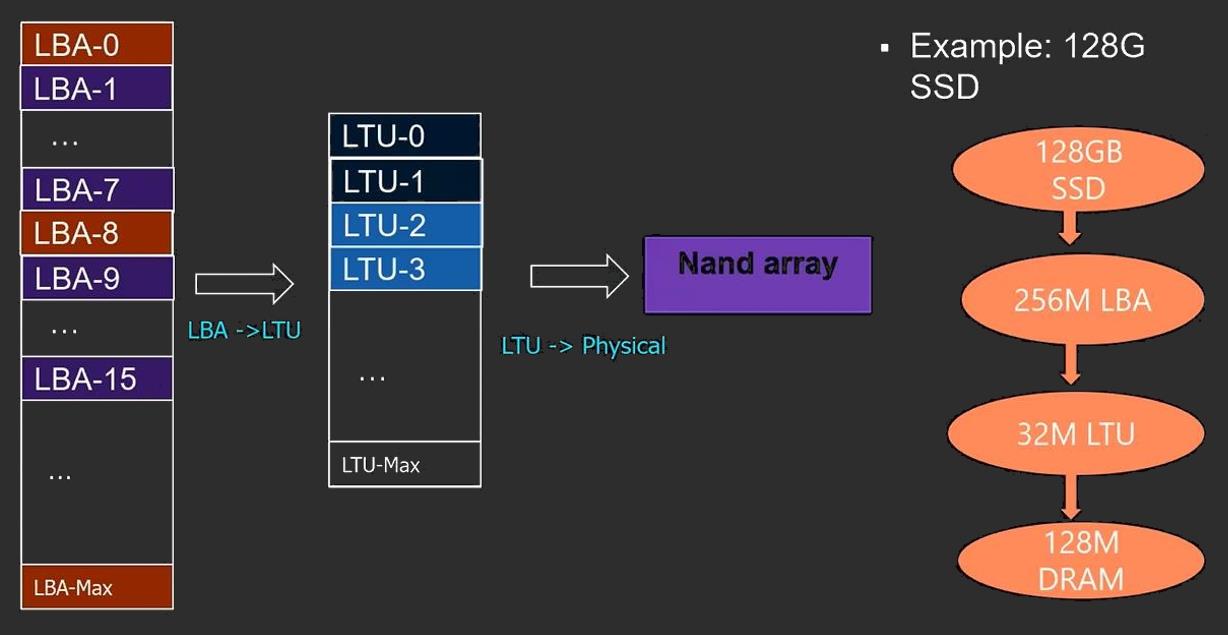 LBA-0
LBA-1
...
LBA-7
LBA-8
LBA-9
...
LBA-15
...
LBA-Max
LBA ->LTU
LTU-0
LTU-1
LTU-2
LTU-3
...
LTU-Max
LTU -> Physical
Nand array
▪ Example: 128G
SSD
128GB
SSD
256M LBA
32M LTU
128M
DRAM